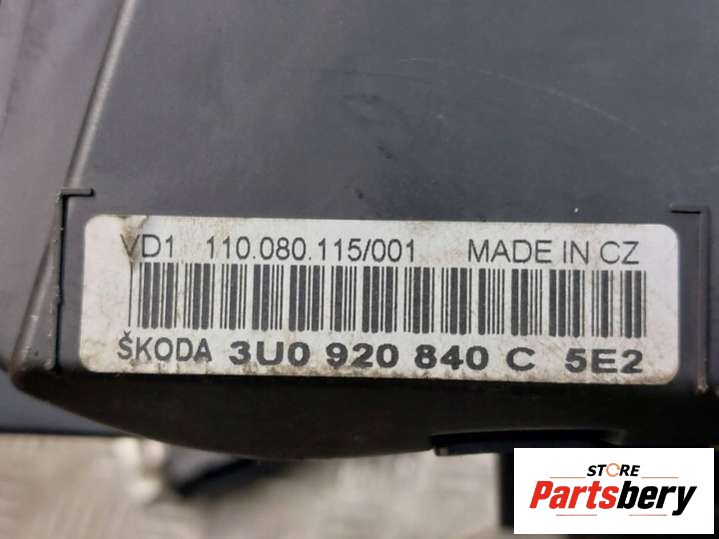 VD1 110.080.115/001 MADE IN CZ
ŠKODA 3U0 920 840 C 5E2
STORE
Partsbery